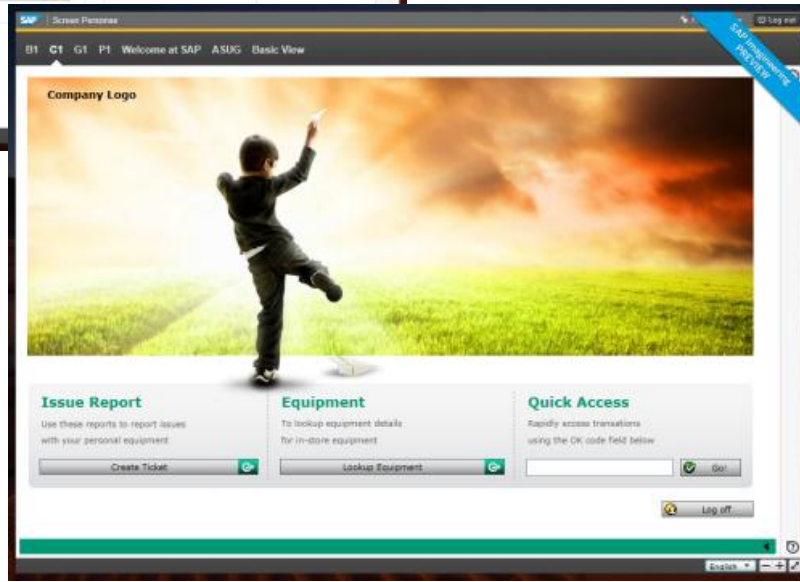 SAP Screen Personas
Log out
B1 C1 G1 P1 Welcome at SAP ASUG Basic View
SAP Imagineering
PREVIEW
Company Logo
Issue Report
Use these reports to report issues
with your personal equipment
Create Ticket
Equipment
To lookup equipment details
for in-store equipment
Lookup Equipment
Quick Access
Rapidly access transations
using the OK code field below
Go!
Log off
English